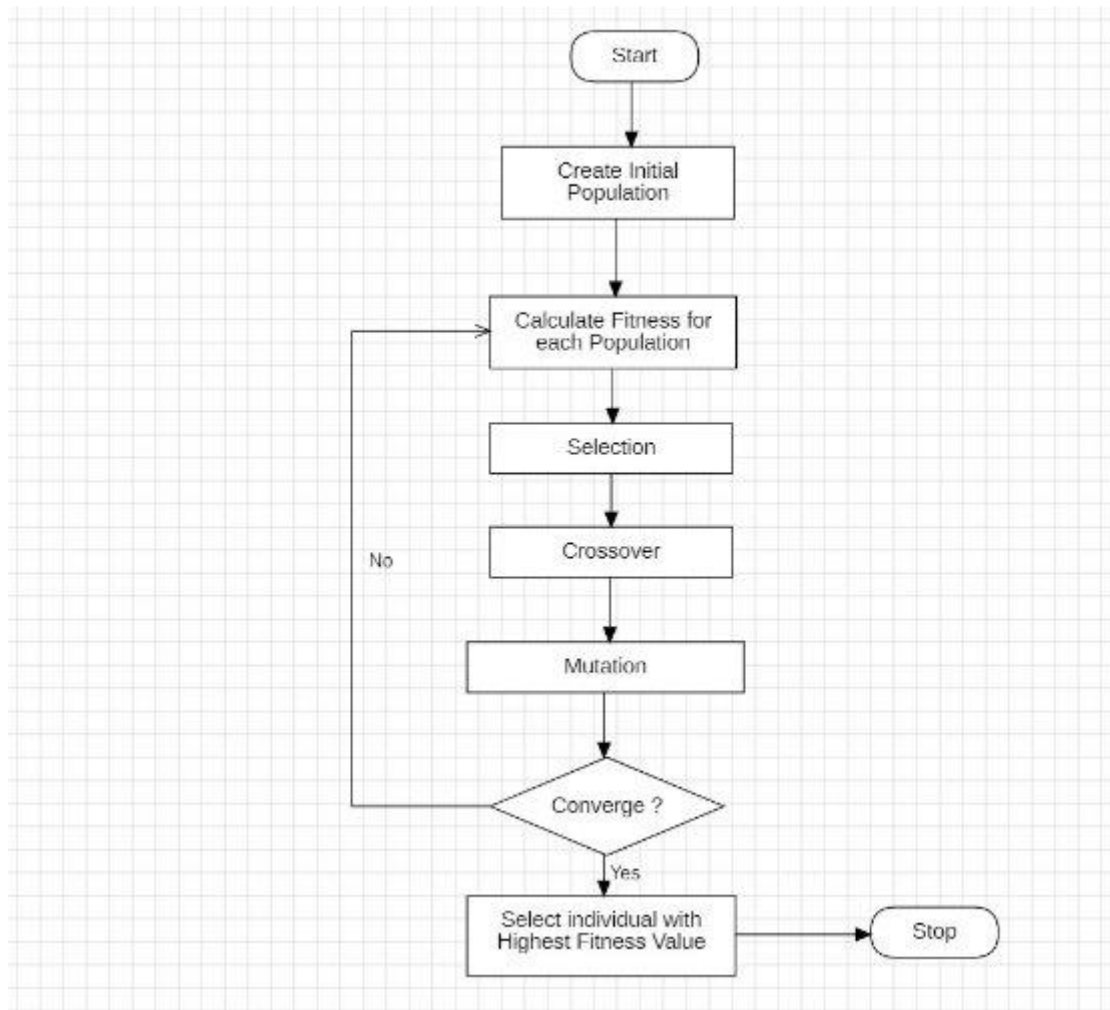 Start
Create Initial
Population
Calculate Fitness for
each Population
Selection
Crossover
No
Mutation
Converge ?
Yes
Select individual with
Highest Fitness Value
Stop